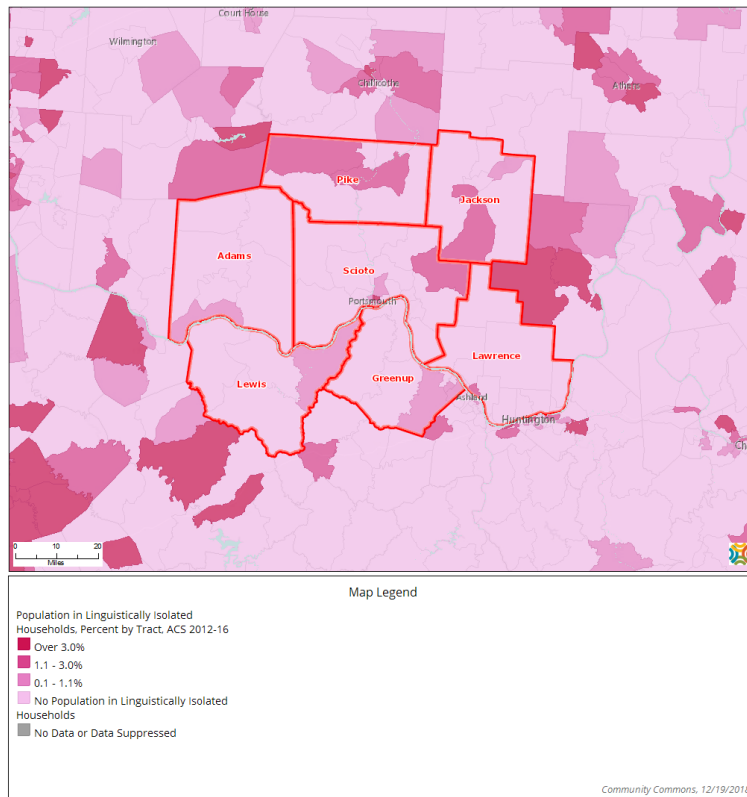 Court House
Wilmington
Chillicothe
Athens
Pike
Jackson
Adams
Scioto
Portsmouth
Lawrence
Lewis
Greenup
Ashland
Huntington
0 10 20
Miles
Map Legend
Population in Linguistically Isolated
Households, Percent by Tract, ACS 2012-16
Over 3.0%
1.1 - 3.0%
0.1 - 1.1%
No Population in Linguistically Isolated
Households
No Data or Data Suppressed
Community Commons, 12/19/2018